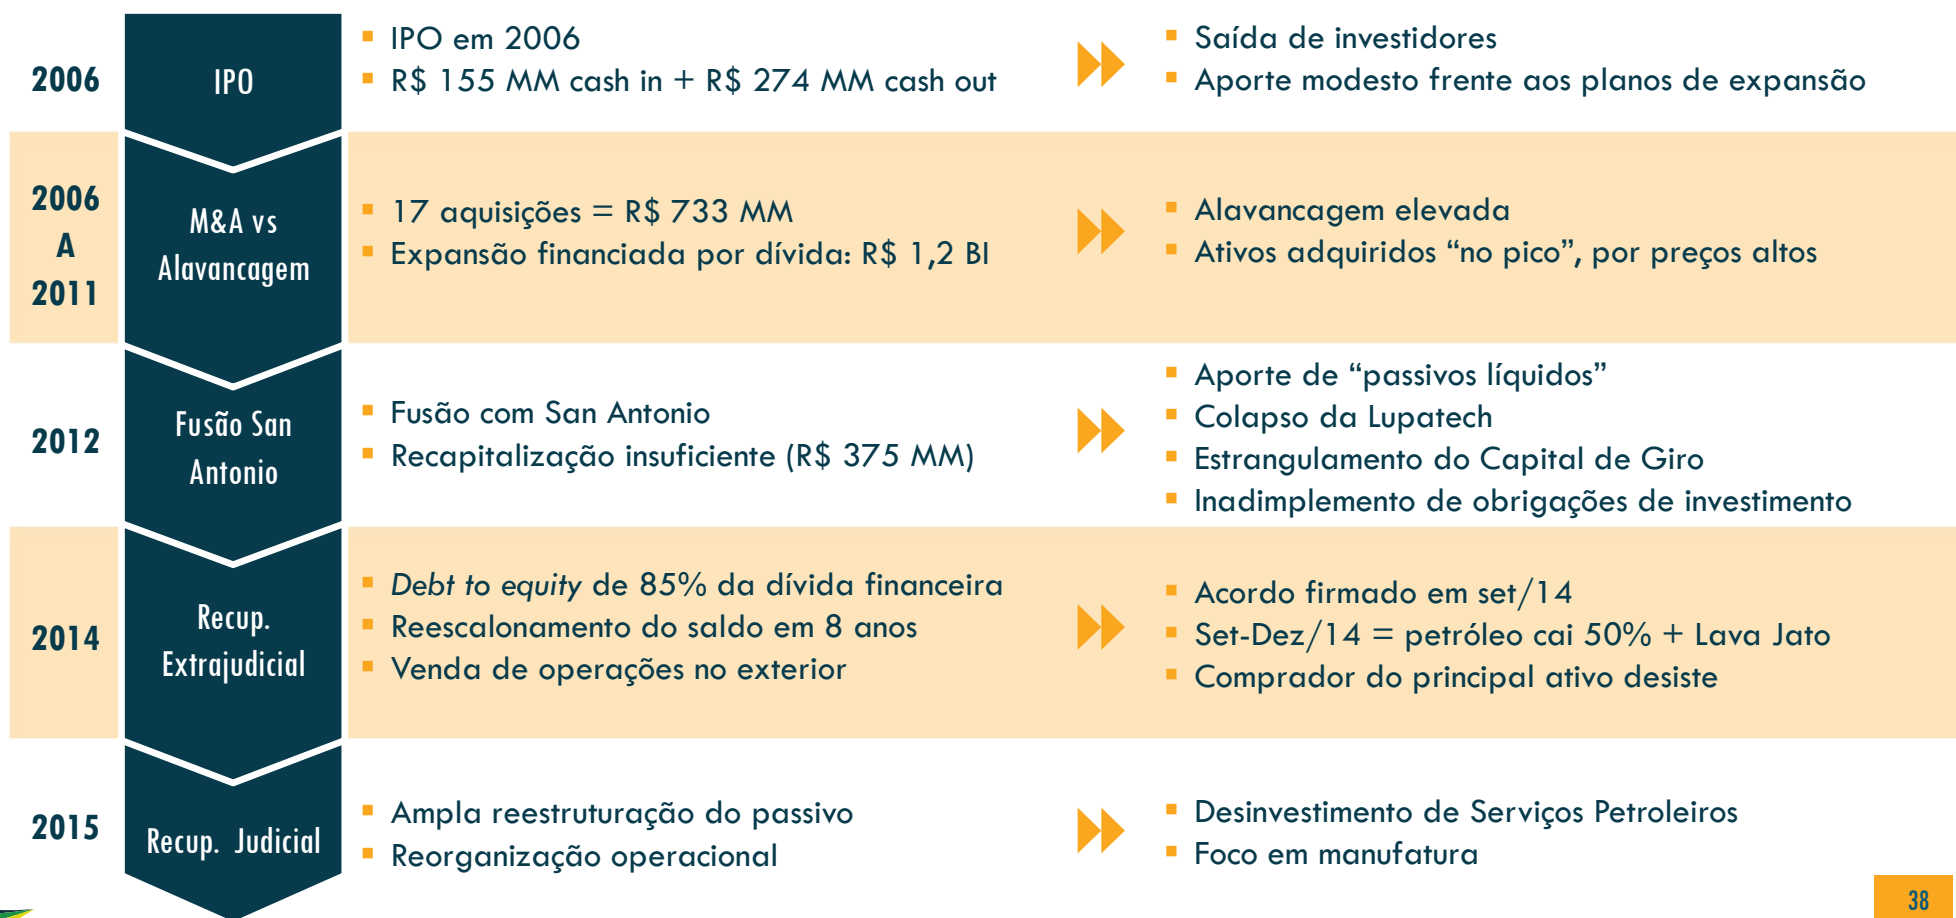 2006
IPO
IPO em 2006
R$ 155 MM cash in + R$ 274 MM cash out
Saída de investidores
Aporte modesto frente aos planos de expansão
2006
A
2011
M&A vs
Alavancagem
17 aquisições = R$ 733 MM
Expansão financiada por dívida: R$ 1,2 BI
Alavancagem elevada
Ativos adquiridos “no pico”, por preços altos
2012
Fusão San
Antonio
Fusão com San Antonio
Recapitalização insuficiente (R$ 375 MM)
Aporte de “passivos líquidos”
Colapso da Lupatech
Estrangulamento do Capital de Giro
Inadimplemento de obrigações de investimento
2014
Recup.
Extrajudicial
Debt to equity de 85% da dívida financeira
Reescalonamento do saldo em 8 anos
Venda de operações no exterior
Acordo firmado em set/14
Set-Dez/14 = petróleo cai 50% + Lava Jato
Comprador do principal ativo desiste
2015
Recup. Judicial
Ampla reestruturação do passivo
Reorganização operacional
Desinvestimento de Serviços Petroleiros
Foco em manufatura
38